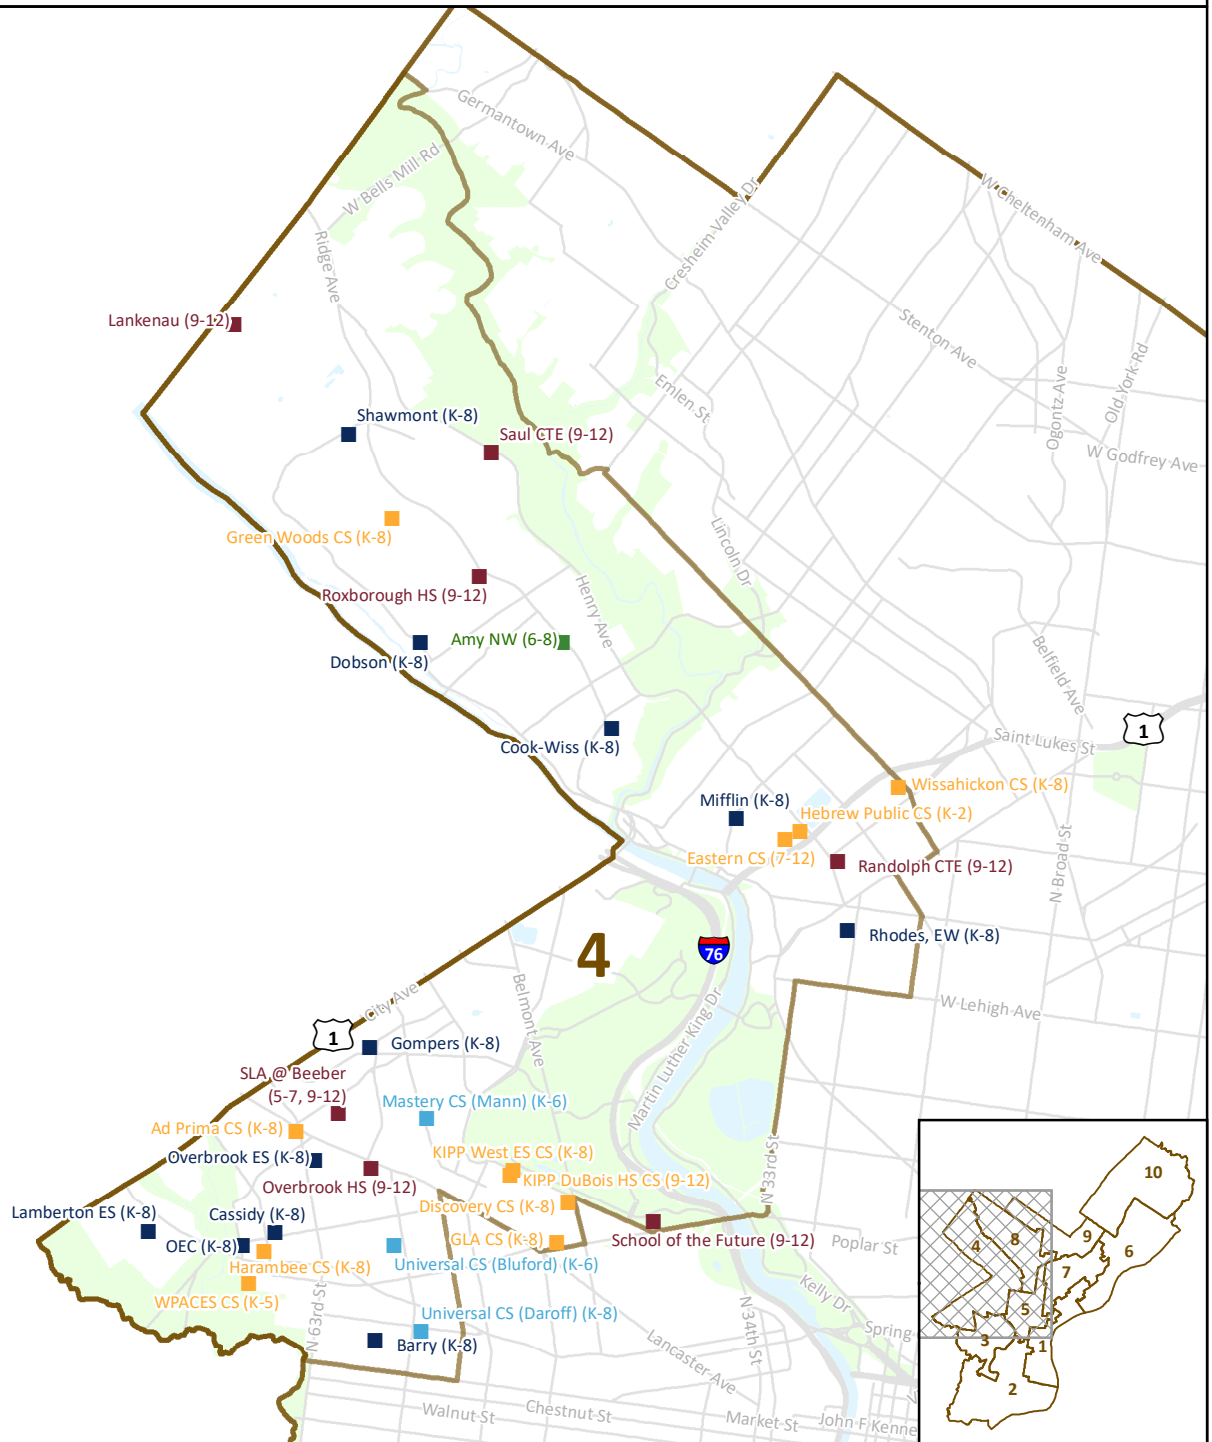 Germantown Ave
W Bells Mill Rd
W Cheltenham Ave
Cresheim-Valley Dr
Ridge Ave
Lankenau (9-12)
Stenton Ave
Old York Rd
Ogontz Ave
Emlen St
Shawmont (K-8)
Saul CTE (9-12)
W Godfrey Ave
Lincoln Dr
Green Woods CS (K-8)
Roxborough HS (9-12)
Henry Ave
Amy NW (6-8)
Dobson (K-8)
Belfield Ave
Saint Lukes St
1
Cook-Wiss (K-8)
Wissahickon CS (K-8)
Mifflin (K-8)
Hebrew Public CS (K-2)
Eastern CS (7-12)
Randolph CTE (9-12)
N Broad St
Rhodes, EW (K-8)
4
76
W Lehigh Ave
City Ave
Belmont Ave
1
Gompers (K-8)
Martin Luther King Dr
SLA @ Beeber
(5-7, 9-12)
Mastery CS (Mann) (K-6)
Ad Prima CS (K-8)
Overbrook ES (K-8)
KIPP West ES CS (K-8)
KIPP DuBois HS CS (9-12)
Overbrook HS (9-12)
N 33rd St
Discovery CS (K-8)
Lamberton ES (K-8)
Cassidy (K-8)
OEC (K-8)
GLA CS (K-8)
School of the Future (9-12)
Poplar St
Harambee CS (K-8)
Universal CS (Bluford) (K-6)
WPACES CS (K-5)
Kelly Dr
N 63rd St
Universal CS (Daroff) (K-8)
Barry (K-8)
N 34th St
Spring
Lancaster Ave
Walnut St
Chestnut St
Market St
John F Kenne
10
9
8
4
6
7
5
3
1
2